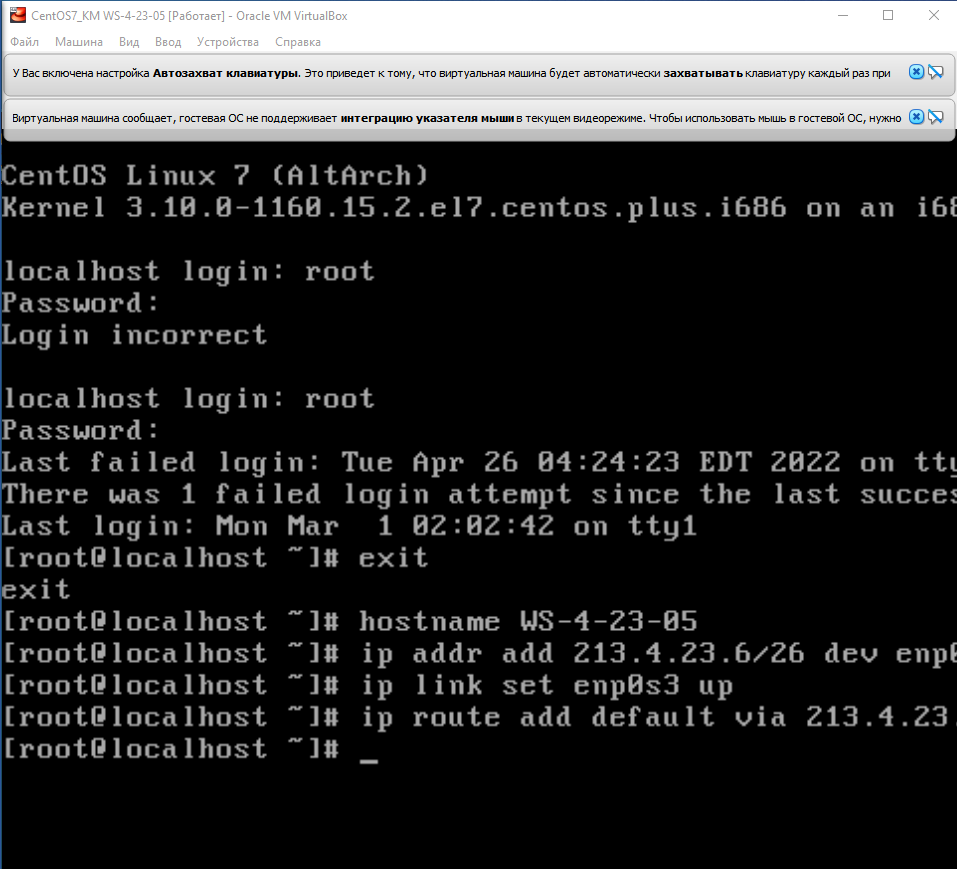 CentOS7_KM WS-4-23-05 [Работает] - Oracle VM VirtualBox
Файл Машина Вид Ввод Устройства Справка
У Вас включена настройка Автозахват клавиатуры. Это приведет к тому, что виртуальная машина будет автоматически захватывать клавиатуру каждый раз при
Виртуальная машина сообщает, гостевая ОС не поддерживает интеграцию указателя мыши в текущем видеорежиме. Чтобы использовать мышь в гостевой ОС, нужно
CentOS Linux 7 (AltArch)
Kernel 3.10.0-1160.15.2.el7.centos.plus.i686 on an i68
localhost login: root
Password:
Login incorrect
localhost login: root
Password:
Last failed login: Tue Apr 26 04:24:23 EDT 2022 on tty
There was 1 failed login attempt since the last succes
Last login: Mon Mar  1 02:02:42 on tty1
[root@localhost ~]# exit
exit
[root@localhost ~]# hostname WS-4-23-05
[root@localhost ~]# ip addr add 213.4.23.6/26 dev enp0
[root@localhost ~]# ip link set enp0s3 up
[root@localhost ~]# ip route add default via 213.4.23.
[root@localhost ~]# _